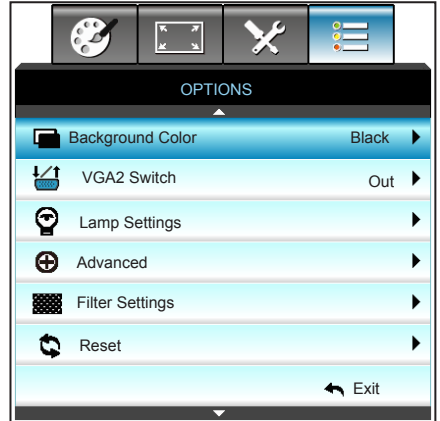 OPTIONS
Background Color Black
VGA2 Switch Out
Lamp Settings
Advanced
Filter Settings
Reset
Exit